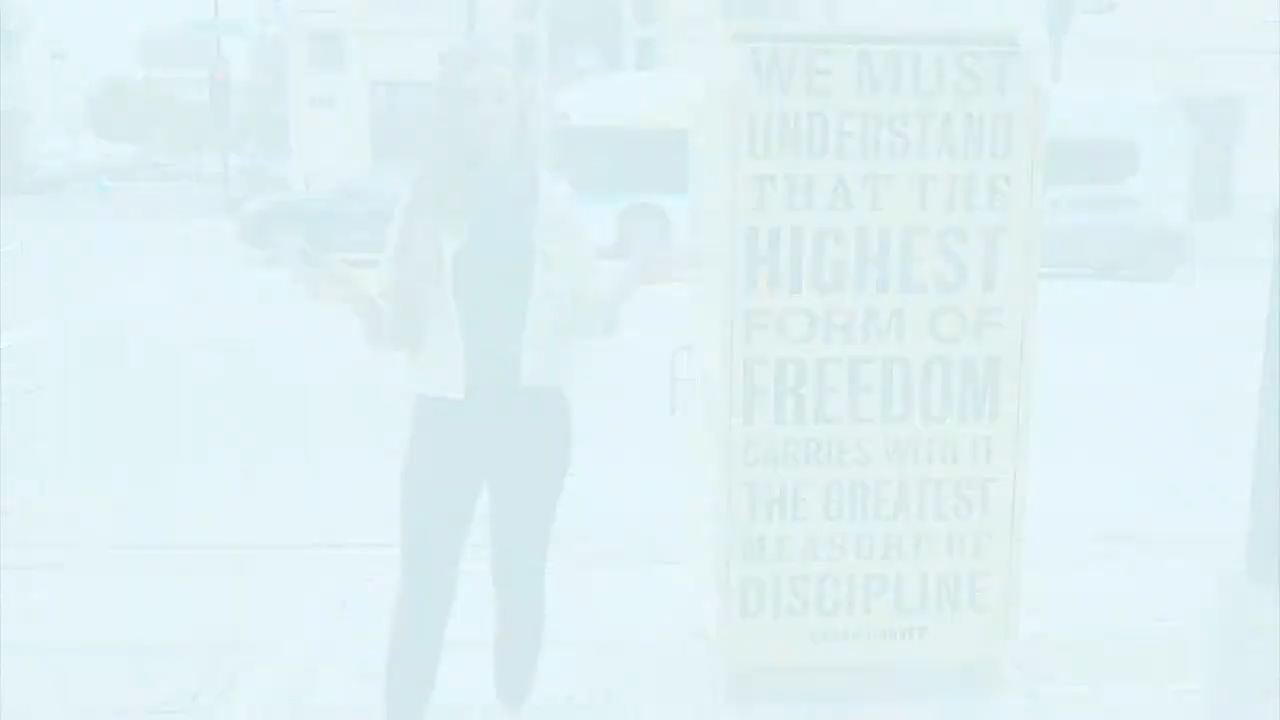 WE MUST
UNDERSTAND
THAT THE
HIGHEST
FORM OF
FREEDOM
CARRIES WITH IT
THE GREATEST
MEASURE OF
DISCIPLINE